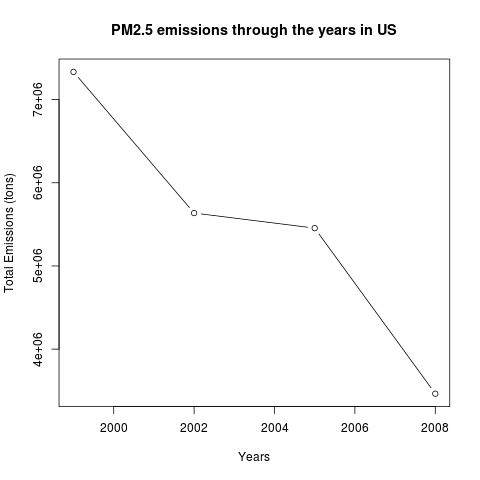 PM2.5 emissions through the years in US
Total Emissions (tons)
7e+06
6e+06
5e+06
4e+06
2000 2002 2004 2006 2008
Years